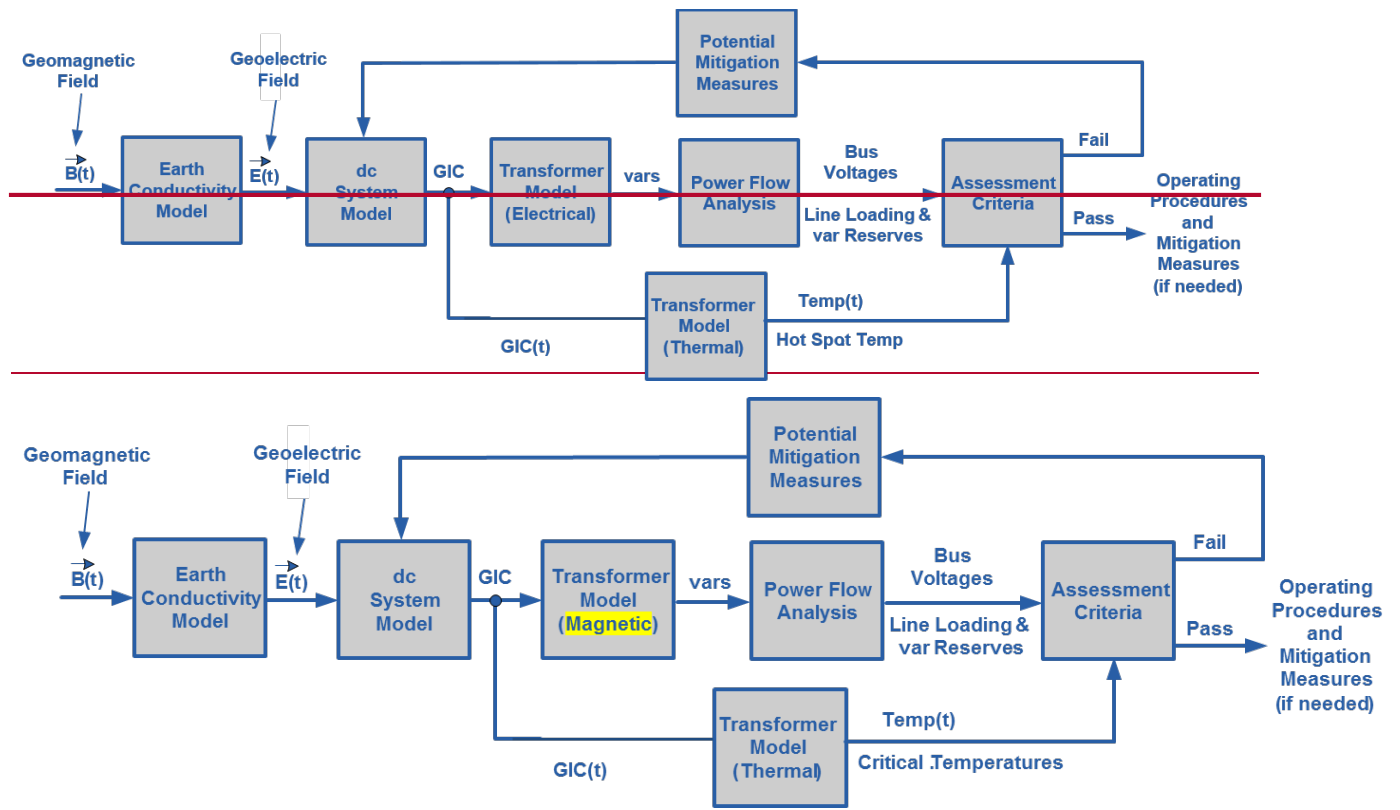 Geomagnetic
Field
Geoelectric
Field
Potential
Mitigation
Measures
B(t)
Earth
Conductivity
Model
E(t)
dc
System
Model
GIC
Transformer
Model
(Electrical)
vars
Power Flow
Analysis
Bus
Voltages
Line Loading &
var Reserves
Assessment
Criteria
Fail
Pass
Operating
Procedures
and
Mitigation
Measures
(if needed)
GIC(t)
Transformer
Model
(Thermal)
Temp(t)
Hot Spot Temp
Geomagnetic
Field
Geoelectric
Field
Potential
Mitigation
Measures
B(t)
Earth
Conductivity
Model
E(t)
dc
System
Model
GIC
Transformer
Model
(Magnetic)
vars
Power Flow
Analysis
Bus
Voltages
Line Loading &
var Reserves
Assessment
Criteria
Fail
Pass
Operating
Procedures
and
Mitigation
Measures
(if needed)
GIC(t)
Transformer
Model
(Thermal)
Temp(t)
Critical .Temperatures